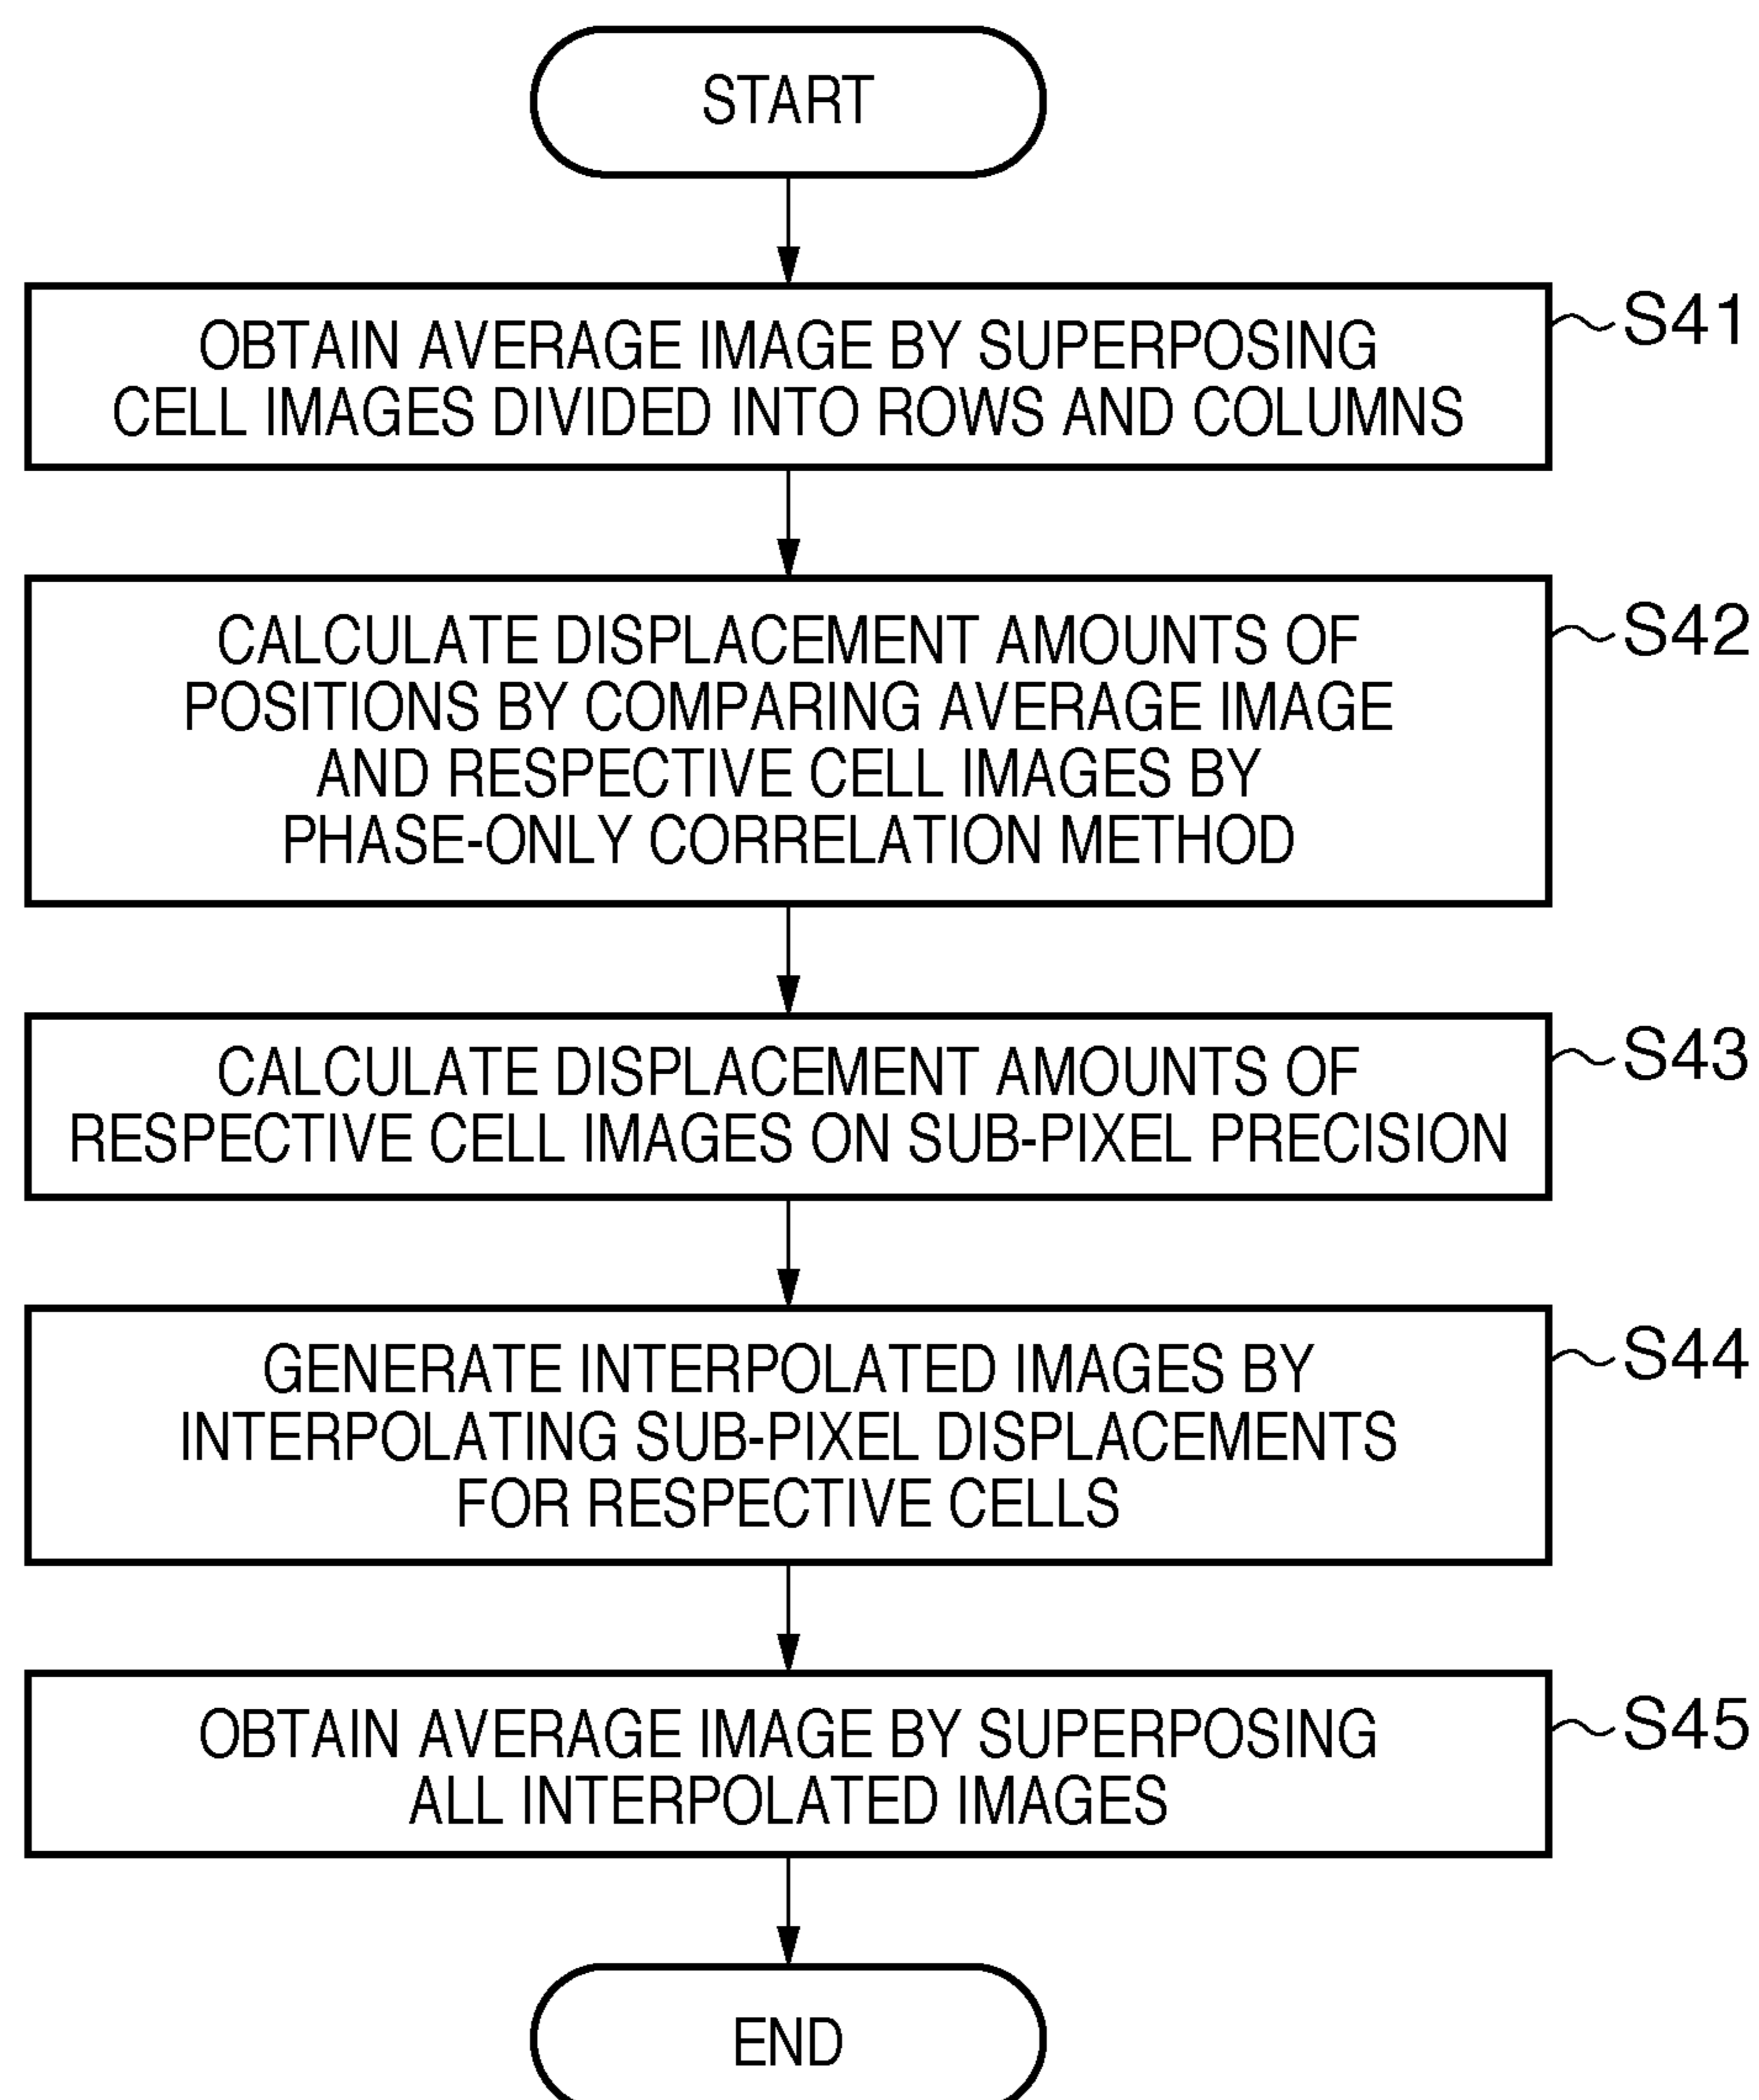 START
OBTAIN AVERAGE IMAGE BY SUPERPOSING
CELL IMAGES DIVIDED INTO ROWS AND COLUMNS
S41
CALCULATE DISPLACEMENT AMOUNTS OF
POSITIONS BY COMPARING AVERAGE IMAGE
AND RESPECTIVE CELL IMAGES BY
PHASE-ONLY CORRELATION METHOD
S42
CALCULATE DISPLACEMENT AMOUNTS OF
RESPECTIVE CELL IMAGES ON SUB-PIXEL PRECISION
S43
GENERATE INTERPOLATED IMAGES BY
INTERPOLATING SUB-PIXEL DISPLACEMENTS
FOR RESPECTIVE CELLS
S44
OBTAIN AVERAGE IMAGE BY SUPERPOSING
ALL INTERPOLATED IMAGES
S45
END